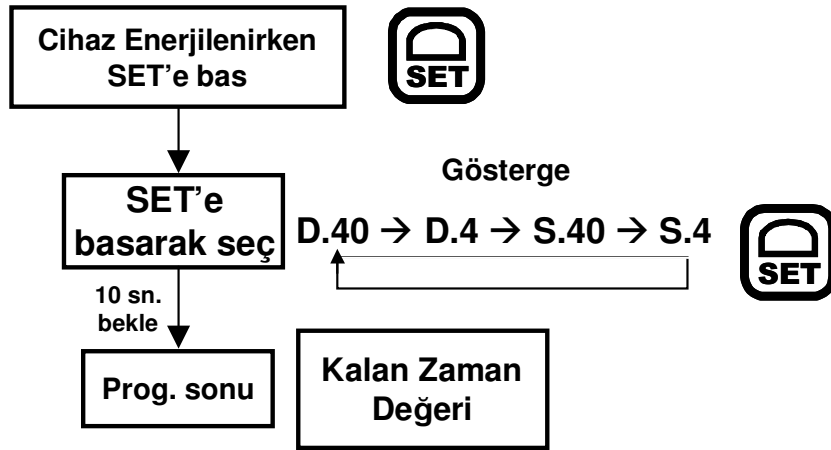 Cihaz Enerjilenirken
SET’e bas
SET
Gösterge
SET’e
basarak seç
D.40 → D.4 → S.40 → S.4
SET
10 sn.
bekle
Prog. sonu
Kalan Zaman
Değeri